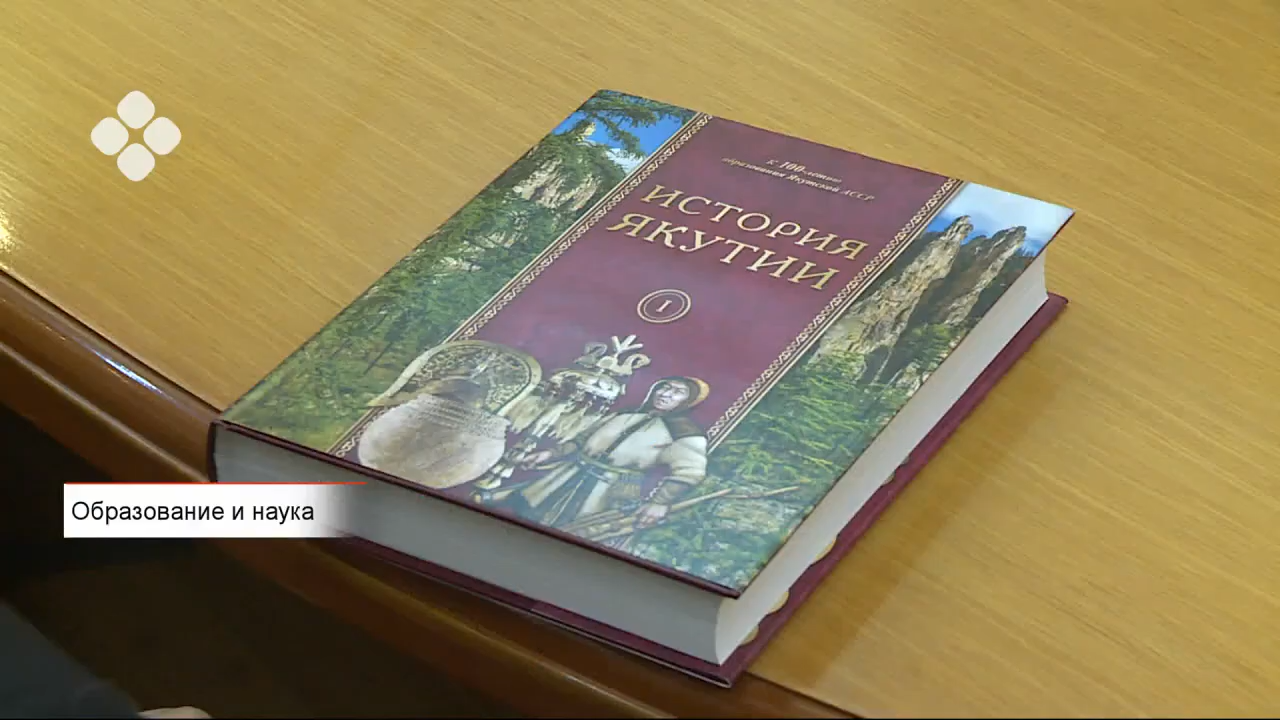 К 100-летию
образования Якутской АССР
ИСТОРИЯ
ЯКУТИИ
I
Образование и наука